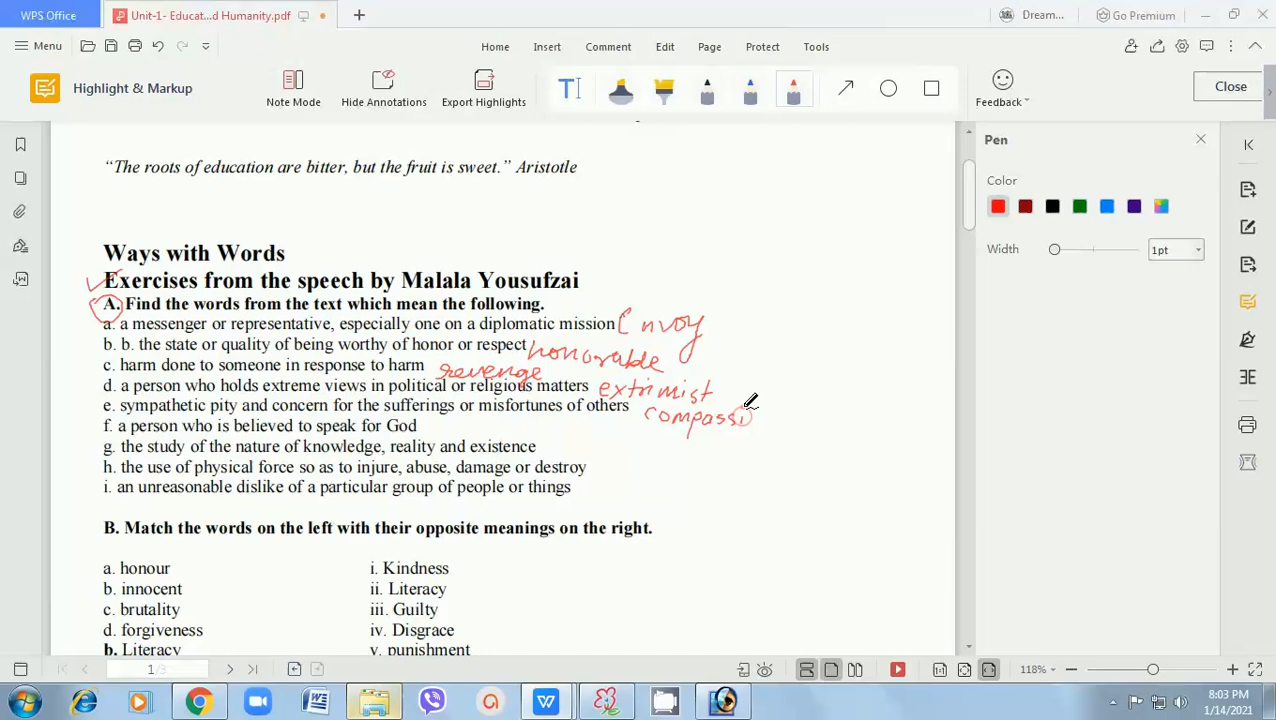 WPS Office
Unit-1- Educat...d Humanity.pdf
Dream...
Go Premium
Menu
Home Insert Comment Edit Page Protect Tools
Highlight & Markup
Note Mode Hide Annotations Export Highlights
Feedback
Close
Pen
Color
Width 1pt
“The roots of education are bitter, but the fruit is sweet.” Aristotle
Ways with Words
Exercises from the speech by Malala Yousufzai
A. Find the words from the text which mean the following.
a. a messenger or representative, especially one on a diplomatic mission Envoy
b. b. the state or quality of being worthy of honor or respect honourable
c. harm done to someone in response to harm revenge
d. a person who holds extreme views in political or religious matters extrimist
e. sympathetic pity and concern for the sufferings or misfortunes of others compassi
f. a person who is believed to speak for God
g. the study of the nature of knowledge, reality and existence
h. the use of physical force so as to injure, abuse, damage or destroy
i. an unreasonable dislike of a particular group of people or things
B. Match the words on the left with their opposite meanings on the right.
a. honour i. Kindness
b. innocent ii. Literacy
c. brutality iii. Guilty
d. forgiveness iv. Disgrace
b. Literacy v. punishment
1/3
118%
8:03 PM
1/14/2021